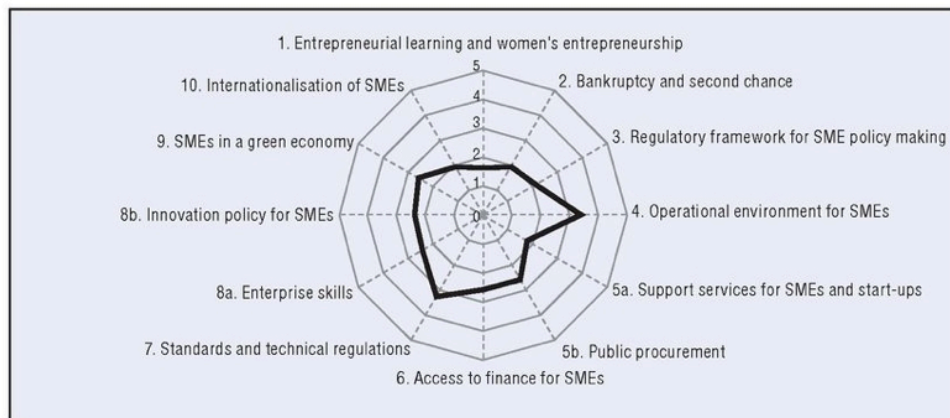 1. Entrepreneurial learning and women's entrepreneurship
5
10. Internationalisation of SMEs
2. Bankruptcy and second chance
4
9. SMEs in a green economy
3
3. Regulatory framework for SME policy making
2
1
8b. Innovation policy for SMEs
0
4. Operational environment for SMEs
8a. Enterprise skills
5a. Support services for SMEs and start-ups
7. Standards and technical regulations
5b. Public procurement
6. Access to finance for SMEs